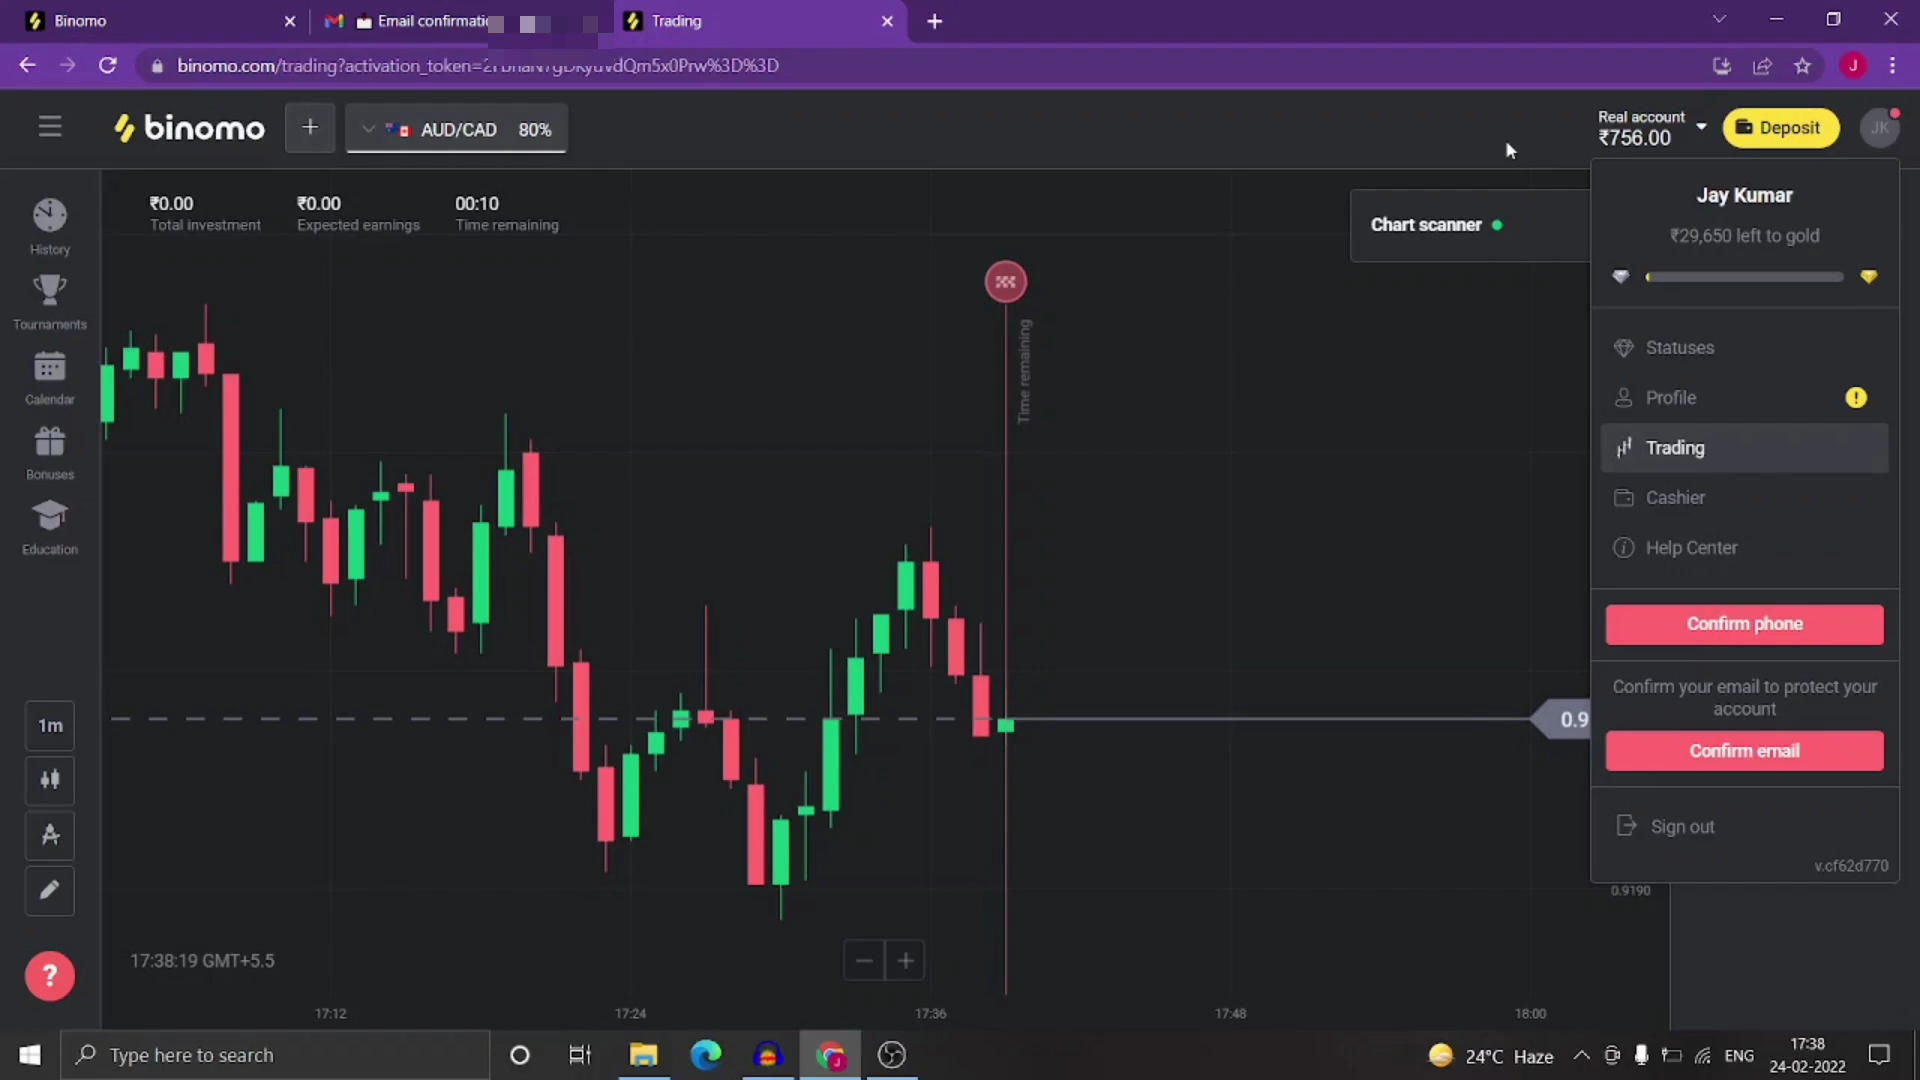 Binomo
Email confirmatio
Trading
binomo.com/trading?activation_token=
J
binomo
AUD/CAD 80%
Real account
₹756.00
Deposit
JK
₹0.00
Total investment
₹0.00
Expected earnings
00:10
Time remaining
Chart scanner
History
Tournaments
Calendar
Bonuses
Education
Time remaining
Jay Kumar
₹29,650 left to gold
Statuses
Profile
!
Trading
Cashier
Help Center
Confirm phone
Confirm your email to protect your
account
Confirm email
Sign out
v.cf62d770
0.9
0.9190
1m
?
17:38:19 GMT+5.5
17:12
17:24
17:36
17:48
18:00
Type here to search
24°C Haze
ENG
17:38
24-02-2022